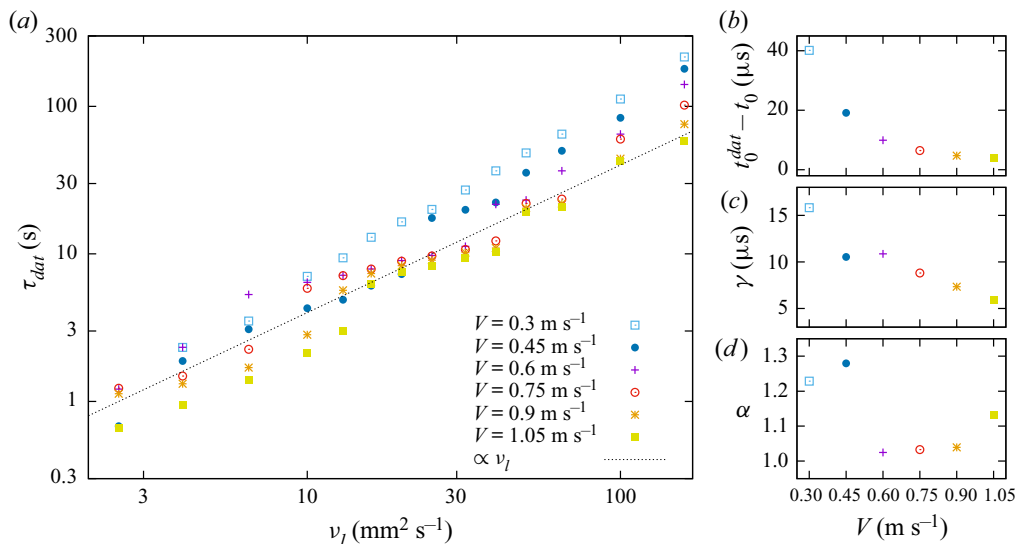 (a)
300
100
30
10
3
1
0.3
τdat (s)
3
10
30
100
νl (mm² s⁻¹)
V = 0.3 m s⁻¹
V = 0.45 m s⁻¹
V = 0.6 m s⁻¹
V = 0.75 m s⁻¹
V = 0.9 m s⁻¹
V = 1.05 m s⁻¹
∝ νl
(b)
40
20
0
t₀ᵈᵃᵗ – t₀ (μs)
(c)
15
10
5
γ (μs)
(d)
1.3
1.2
1.1
1.0
α
0.30 0.45 0.60 0.75 0.90 1.05
V (m s⁻¹)